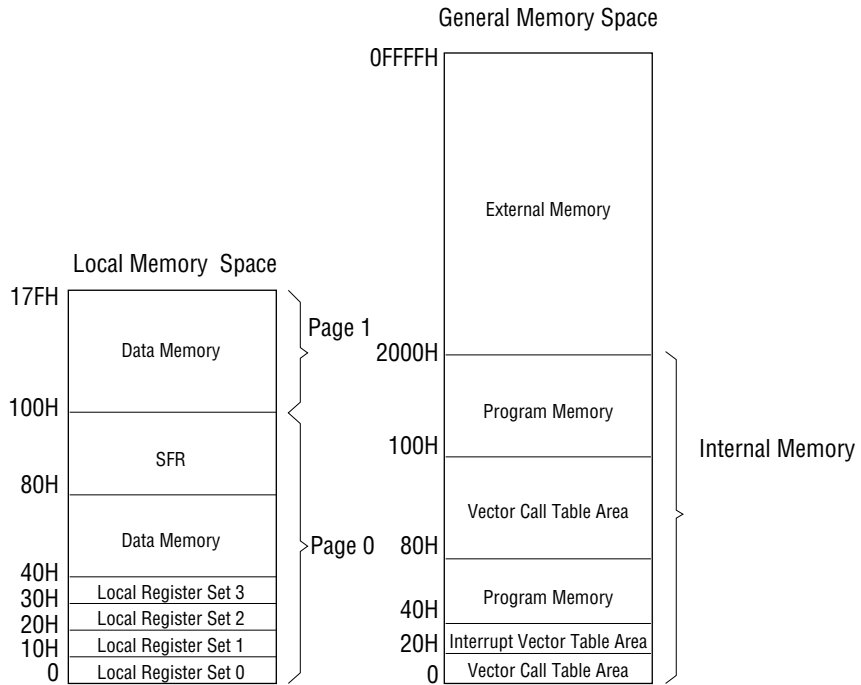 General Memory Space
0FFFFH
External Memory
2000H
Program Memory
100H
Vector Call Table Area
80H
Program Memory
40H
Interrupt Vector Table Area
20H
Vector Call Table Area
0
Internal Memory
Local Memory Space
17FH
Data Memory
Page 1
100H
SFR
80H
Data Memory
Page 0
40H
Local Register Set 3
30H
Local Register Set 2
20H
Local Register Set 1
10H
Local Register Set 0
0